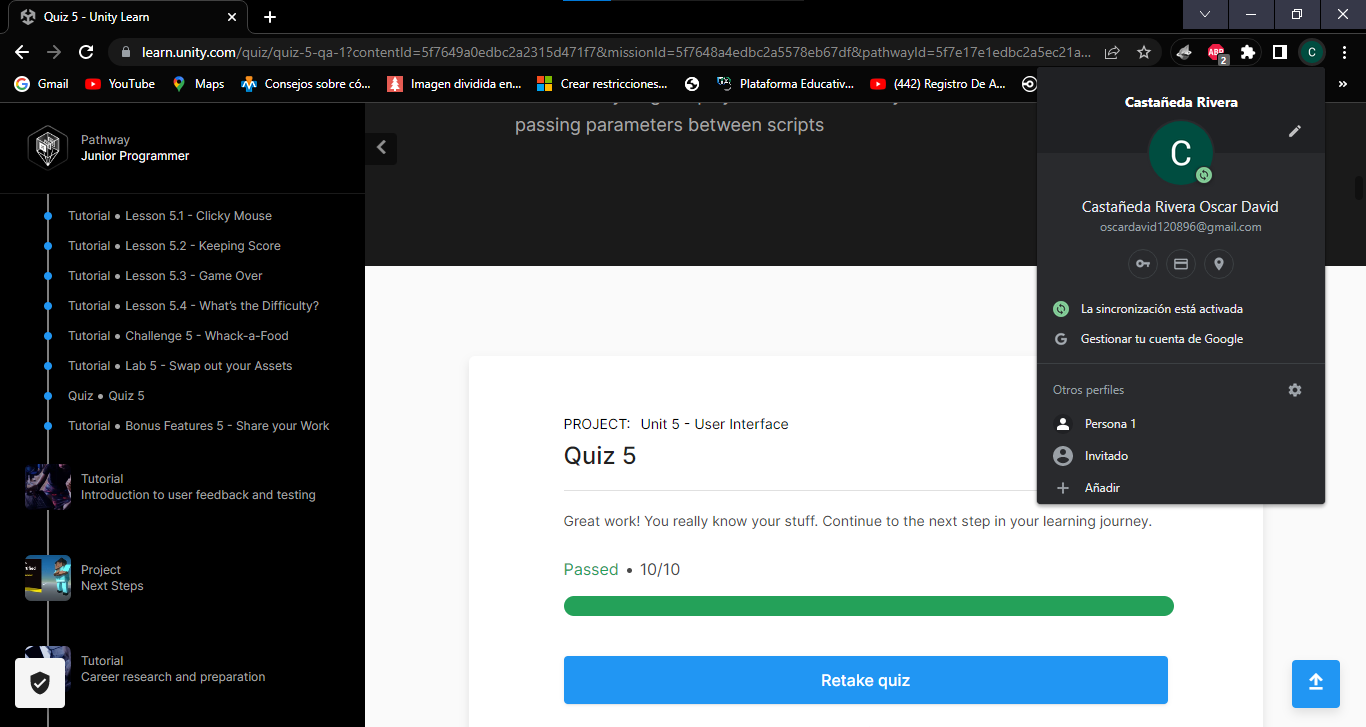 Quiz 5 - Unity Learn
learn.unity.com/quiz/quiz-5-qa-1?contentId=5f7649a0edbc2a2315d471f7&missionId=5f7648a4edbc2a5578eb67df&pathwayId=5f7e17e1edbc2a5ec21a...
ABP
2
C
Gmail
YouTube
Maps
Consejos sobre có...
Imagen dividida en...
Crear restricciones...
Plataforma Educativ...
(442) Registro De A...
»
Pathway
Junior Programmer
Tutorial • Lesson 5.1 - Clicky Mouse
Tutorial • Lesson 5.2 - Keeping Score
Tutorial • Lesson 5.3 - Game Over
Tutorial • Lesson 5.4 - What's the Difficulty?
Tutorial • Challenge 5 - Whack-a-Food
Tutorial • Lab 5 - Swap out your Assets
Quiz • Quiz 5
Tutorial • Bonus Features 5 - Share your Work
Tutorial
Introduction to user feedback and testing
Project
Next Steps
Tutorial
Career research and preparation
passing parameters between scripts
PROJECT: Unit 5 - User Interface
Quiz 5
Great work! You really know your stuff. Continue to the next step in your learning journey.
Passed • 10/10
Retake quiz
Castañeda Rivera
C
Castañeda Rivera Oscar David
oscardavid120896@gmail.com
La sincronización está activada
G Gestionar tu cuenta de Google
Otros perfiles
Persona 1
Invitado
Añadir